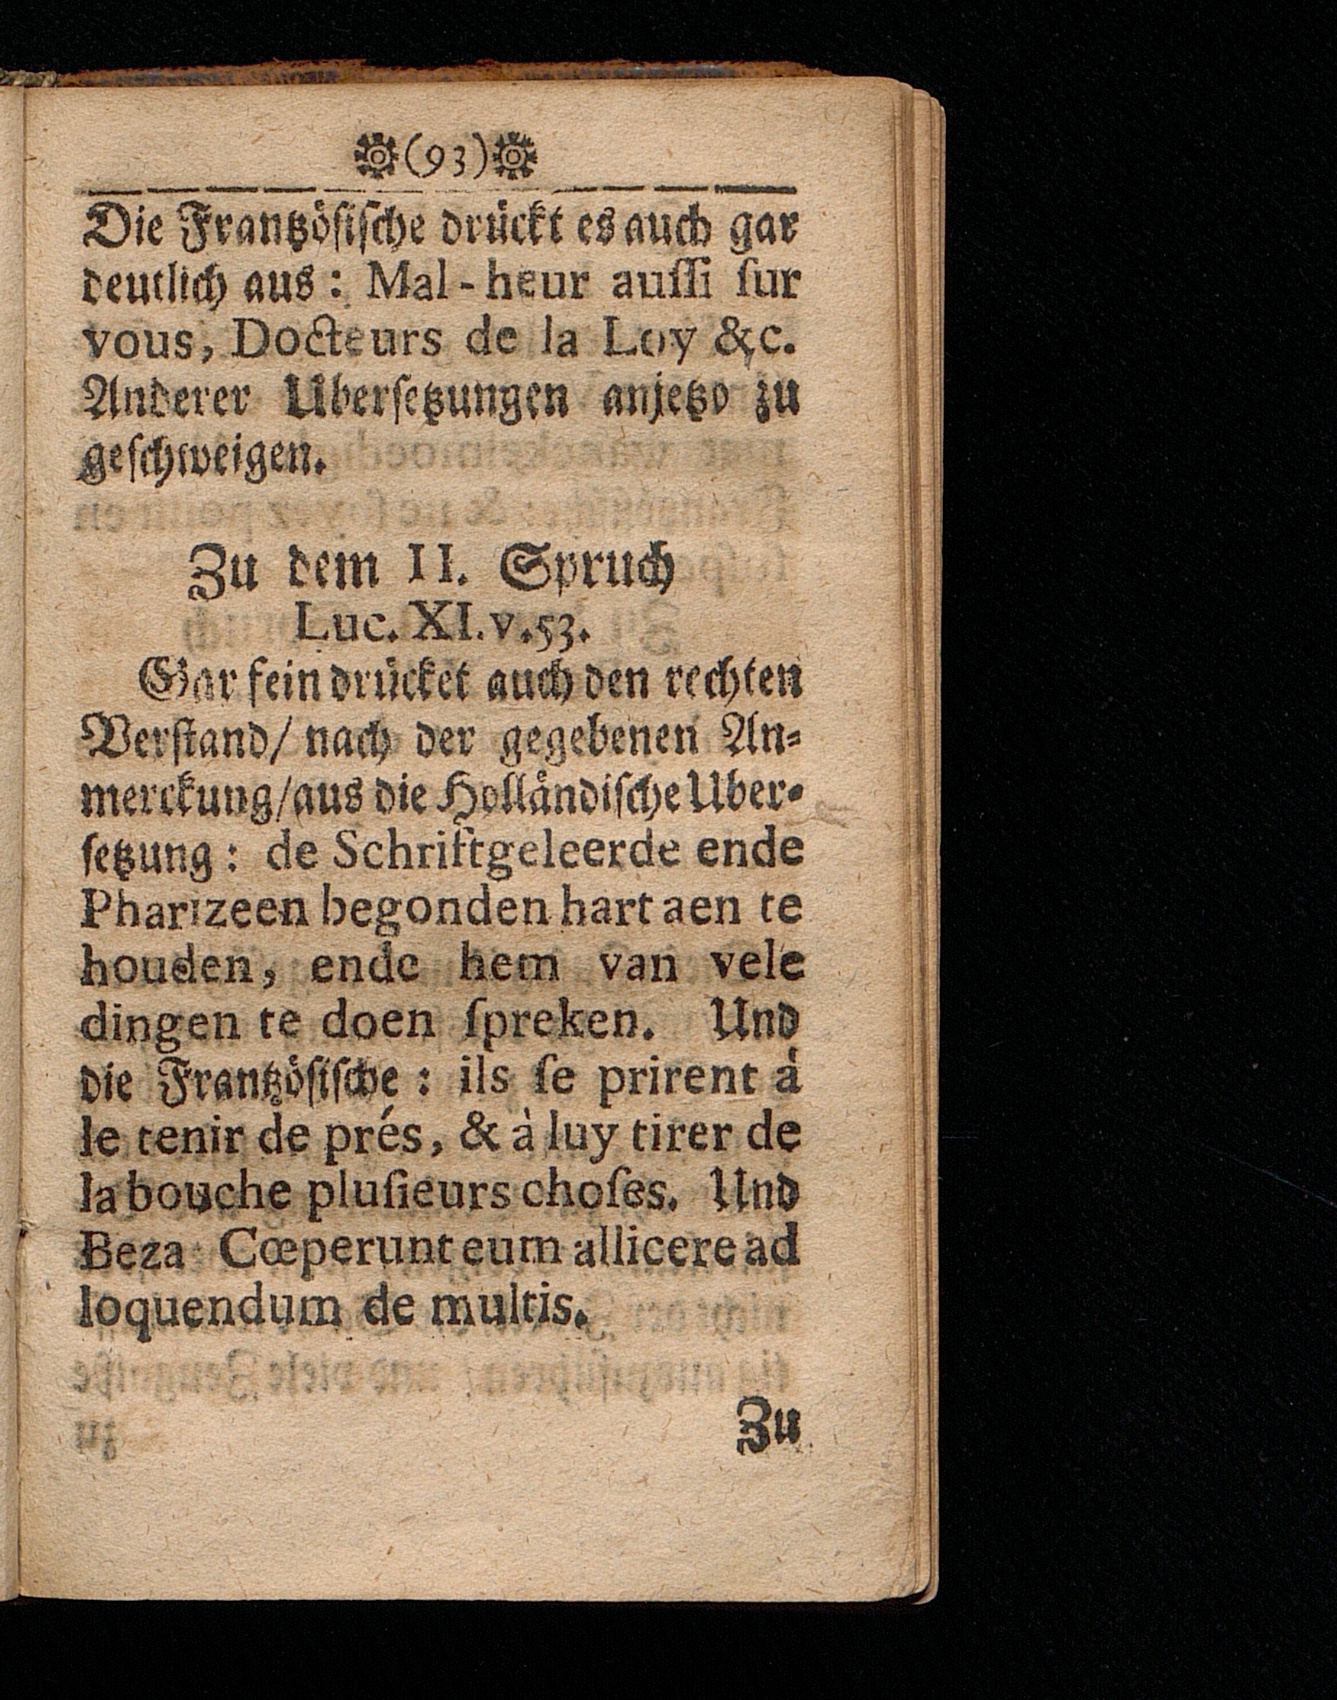 (93)
Die Frantzösische drückt es auch gar
deutlich aus: Mal-heur auſſi ſur
vous, Docteurs de la Loy &c.
Anderer Uberſetzungen anjetzo zu
geſchweigen.
Zu dem II. Spruch
Luc. XI. v. 53.
Gar fein drücket auch den rechten
Verſtand/ nach der gegebenen An-
merckung/ aus die Holländiſche Uber-
ſetzung: de Schriftgeleerde ende
Pharizeen begonden hart aen te
houden, ende hem van vele
dingen te doen ſpreken. Und
die Frantzöſiſche: ils ſe prirent á
le tenir de prés, & à luy tirer de
la bouche pluſieurs choſes. Und
Beza Cœperunt eum allicere ad
loquendum de multis.
Zu